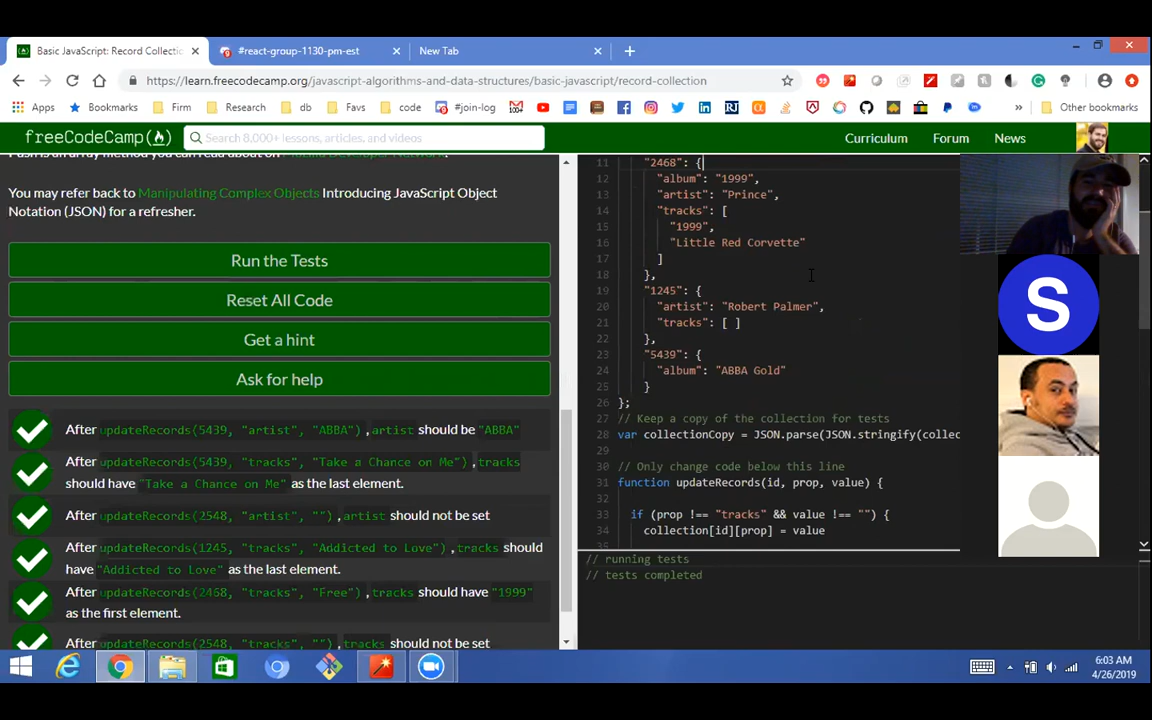 Basic JavaScript: Record Collectio
#react-group-1130-pm-est
New Tab
https://learn.freecodecamp.org/javascript-algorithms-and-data-structures/basic-javascript/record-collection
Apps
Bookmarks
Firm
Research
db
Favs
code
#join-log
Other bookmarks
freeCodeCamp
Search 8,000+ lessons, articles, and videos
Curriculum
Forum
News
You may refer back to Manipulating Complex Objects Introducing JavaScript Object
Notation (JSON) for a refresher.
Run the Tests
Reset All Code
Get a hint
Ask for help
After updateRecords(5439, "artist", "ABBA") , artist should be "ABBA"
After updateRecords(5439, "tracks", "Take a Chance on Me") , tracks
should have "Take a Chance on Me" as the last element.
After updateRecords(2548, "artist", "") , artist should not be set
After updateRecords(1245, "tracks", "Addicted to Love") , tracks should
have "Addicted to Love" as the last element.
After updateRecords(2468, "tracks", "Free") , tracks should have "1999"
as the first element.
After updateRecords(2548, "tracks", "") , tracks should not be set
11 "2468": {
12 "album": "1999",
13 "artist": "Prince",
14 "tracks": [
15 "1999",
16 "Little Red Corvette"
17 ]
18 },
19 "1245": {
20 "artist": "Robert Palmer",
21 "tracks": [ ]
22 },
23 "5439": {
24 "album": "ABBA Gold"
25 }
26 };
27 // Keep a copy of the collection for tests
28 var collectionCopy = JSON.parse(JSON.stringify(collec
29
30 // Only change code below this line
31 function updateRecords(id, prop, value) {
32
33 if (prop !== "tracks" && value !== "") {
34 collection[id][prop] = value
35
// running tests
// tests completed
S
6:03 AM
4/26/2019